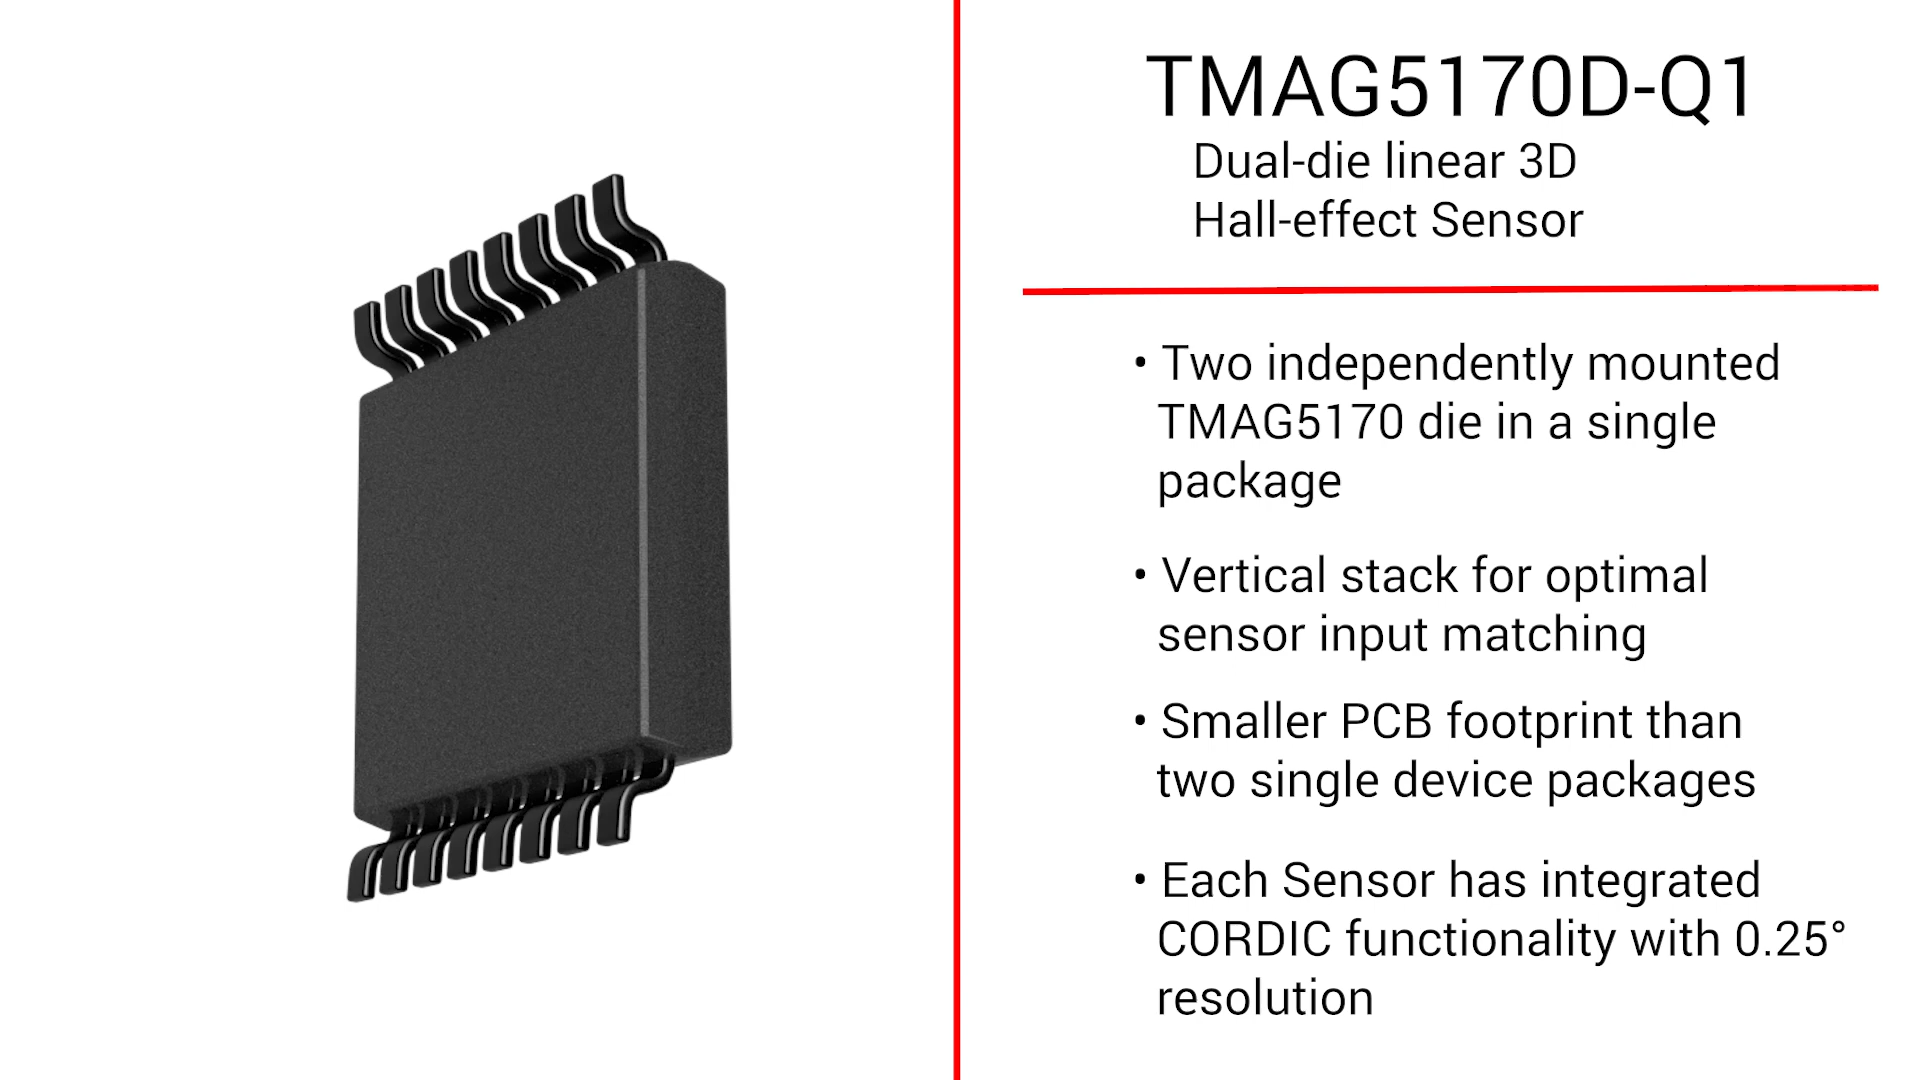 TMAG5170D-Q1
Dual-die linear 3D
Hall-effect Sensor
• Two independently mounted
TMAG5170 die in a single
package
• Vertical stack for optimal
sensor input matching
• Smaller PCB footprint than
two single device packages
• Each Sensor has integrated
CORDIC functionality with 0.25°
resolution